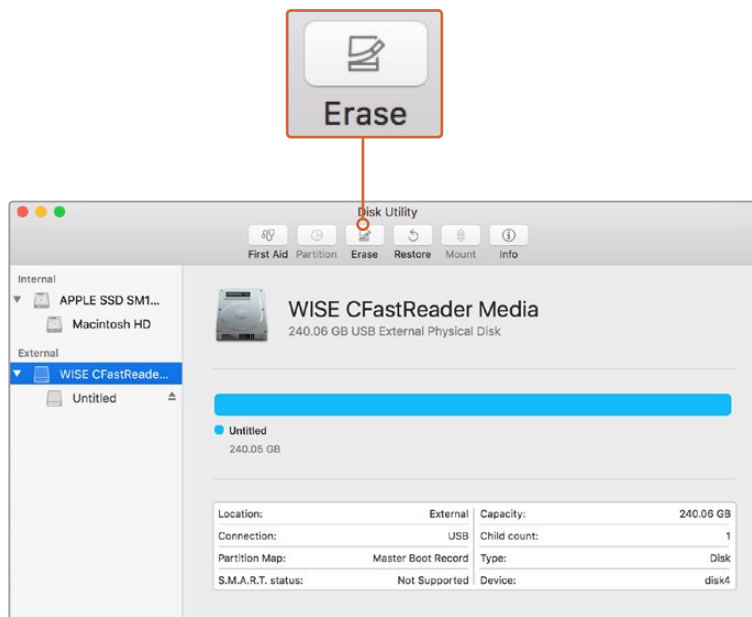 Erase
Disk Utility
First Aid Partition Erase Restore Mount Info
Internal
APPLE SSD SM1...
Macintosh HD
External
WISE CFastReade...
Untitled
WISE CFastReader Media
240.06 GB USB External Physical Disk
Untitled
240.05 GB
Location: External Capacity: 240.06 GB
Connection: USB Child count: 1
Partition Map: Master Boot Record Type: Disk
S.M.A.R.T. status: Not Supported Device: disk4